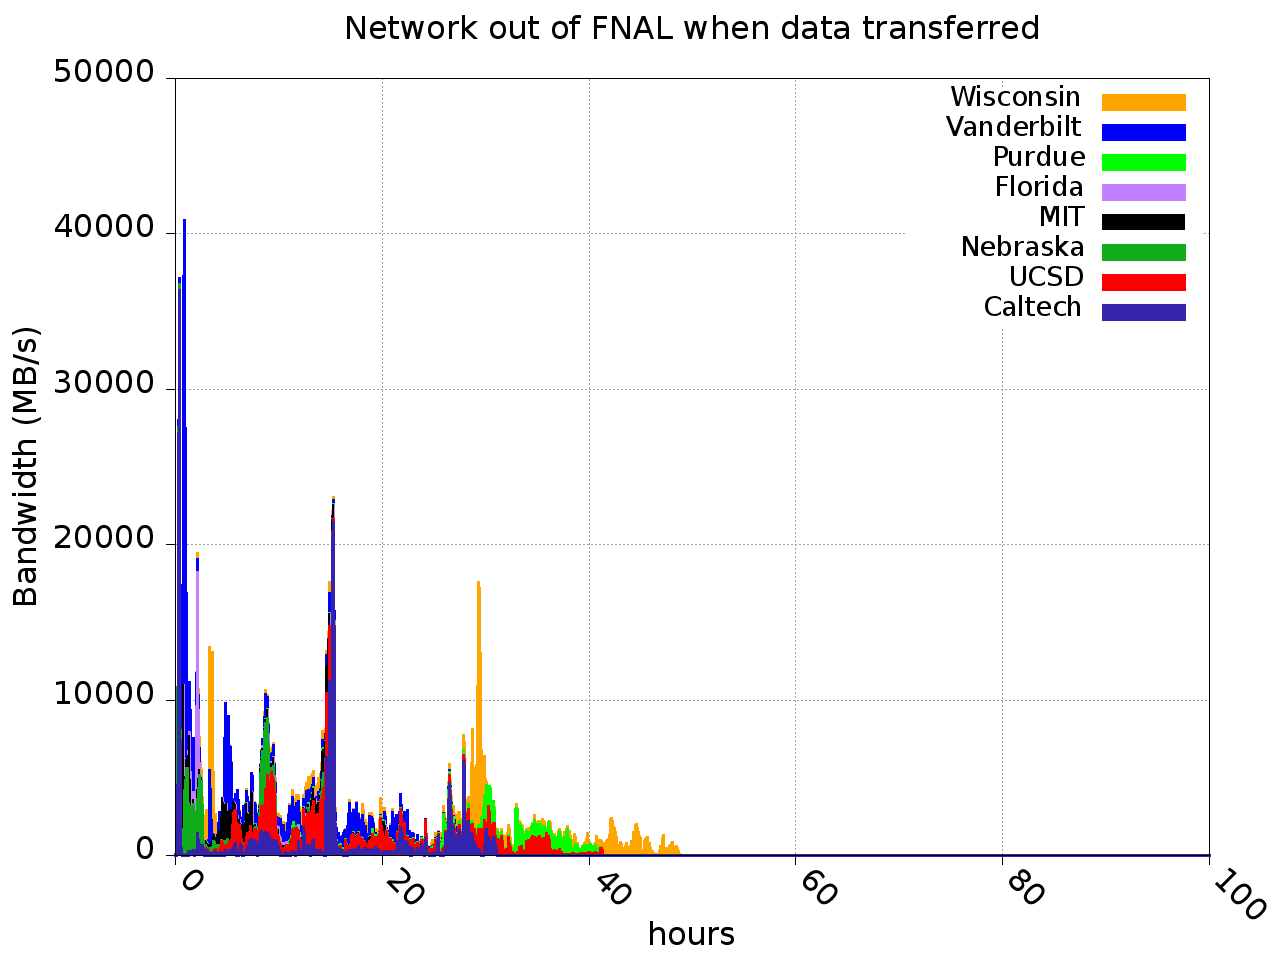 Network out of FNAL when data transferred
50000
40000
30000
20000
10000
0
Bandwidth (MB/s)
Wisconsin
Vanderbilt
Purdue
Florida
MIT
Nebraska
UCSD
Caltech
0
20
40
60
80
100
hours